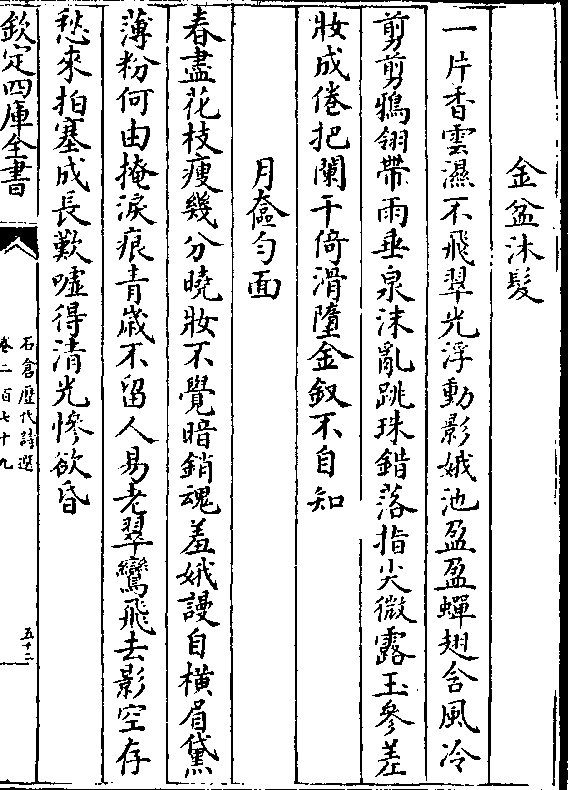 金盆沐髮
一片香雲濕不飛翠光浮動影娥池盈盈蟬翅含風冷
剪剪鴉翎帶雨垂泉沫亂跳珠錯落指尖微露玉參差
妝成倦把闌干倚滑墮金釵不自知
月奩勻面
春盡花枝瘦幾分曉妝不覺暗銷魂羞娥謾自橫眉黛
薄粉何由掩淚痕青歲不留人易老翠鸞飛去影空存
愁來拍塞成長歎噓得清光慘欲昏
欽定四庫全書
石倉歷代詩選
卷二百七十九
五十二